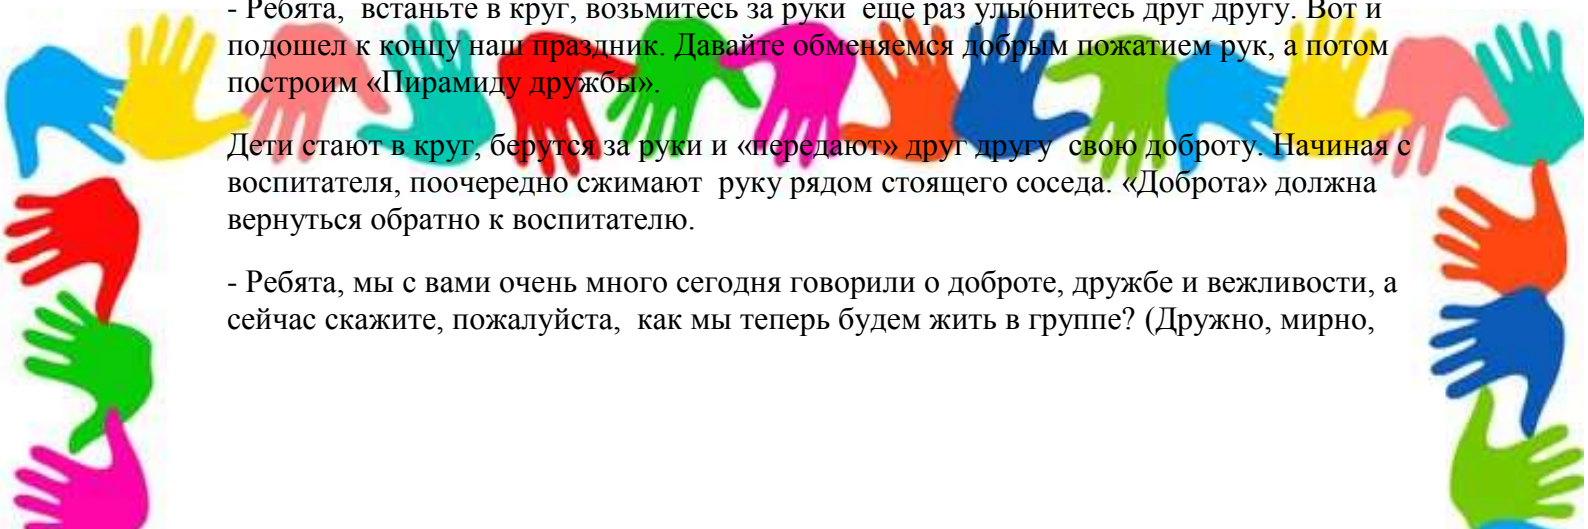 - Ребята,  встаньте в круг, возьмитесь за руки  еще раз улыбнитесь друг другу. Вот и
подошел к концу наш праздник. Давайте обменяемся добрым пожатием рук, а потом
построим «Пирамиду дружбы».
Дети стают в круг, берутся за руки и «передают» друг другу  свою доброту. Начиная с
воспитателя, поочередно сжимают  руку рядом стоящего соседа. «Доброта» должна
вернуться обратно к воспитателю.
- Ребята, мы с вами очень много сегодня говорили о доброте, дружбе и вежливости, а
сейчас скажите, пожалуйста,  как мы теперь будем жить в группе? (Дружно, мирно,